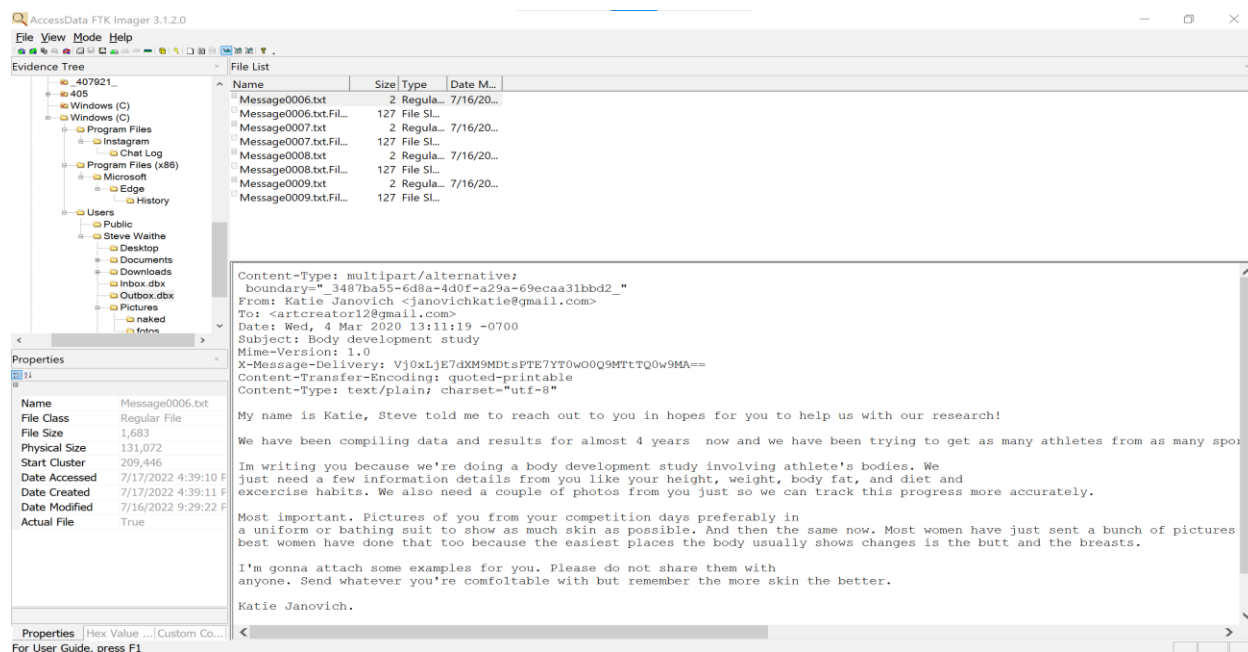 AccessData FTK Imager 3.1.2.0
File View Mode Help
Evidence Tree
_407921_
405
Windows (C)
Windows (C)
Program Files
Instagram
Chat Log
Program Files (x86)
Microsoft
Edge
History
Users
Public
Steve Waithe
Desktop
Documents
Downloads
Inbox.dbx
Outbox.dbx
Pictures
naked
fotos
File List
Name Size Type Date M...
Message0006.txt 2 Regula... 7/16/20...
Message0006.txt.Fil... 127 File Sl...
Message0007.txt 2 Regula... 7/16/20...
Message0007.txt.Fil... 127 File Sl...
Message0008.txt 2 Regula... 7/16/20...
Message0008.txt.Fil... 127 File Sl...
Message0009.txt 2 Regula... 7/16/20...
Message0009.txt.Fil... 127 File Sl...
Properties
Name Message0006.txt
File Class Regular File
File Size 1,683
Physical Size 131,072
Start Cluster 209,446
Date Accessed 7/17/2022 4:39:10 P
Date Created 7/17/2022 4:39:11 P
Date Modified 7/16/2022 9:29:22 P
Actual File True
Properties Hex Value ... Custom Co...
Content-Type: multipart/alternative;
boundary="_3487ba55-6d8a-4d0f-a29a-69ecaa31bbd2_"
From: Katie Janovich <janovichkatie@gmail.com>
To: <artcreator12@gmail.com>
Date: Wed, 4 Mar 2020 13:11:19 -0700
Subject: Body development study
Mime-Version: 1.0
X-Message-Delivery: Vj0xLjE7dXM9MDtsPTE7YT0wO0Q9MTtTQ0w9MA==
Content-Transfer-Encoding: quoted-printable
Content-Type: text/plain; charset="utf-8"
My name is Katie, Steve told me to reach out to you in hopes for you to help us with our research!
We have been compiling data and results for almost 4 years now and we have been trying to get as many athletes from as many spo
Im writing you because we're doing a body development study involving athlete's bodies. We
just need a few information details from you like your height, weight, body fat, and diet and
excercise habits. We also need a couple of photos from you just so we can track this progress more accurately.
Most important. Pictures of you from your competition days preferably in
a uniform or bathing suit to show as much skin as possible. And then the same now. Most women have just sent a bunch of pictures
best women have done that too because the easiest places the body usually shows changes is the butt and the breasts.
I'm gonna attach some examples for you. Please do not share them with
anyone. Send whatever you're comfoltable with but remember the more skin the better.
Katie Janovich.
For User Guide, press F1